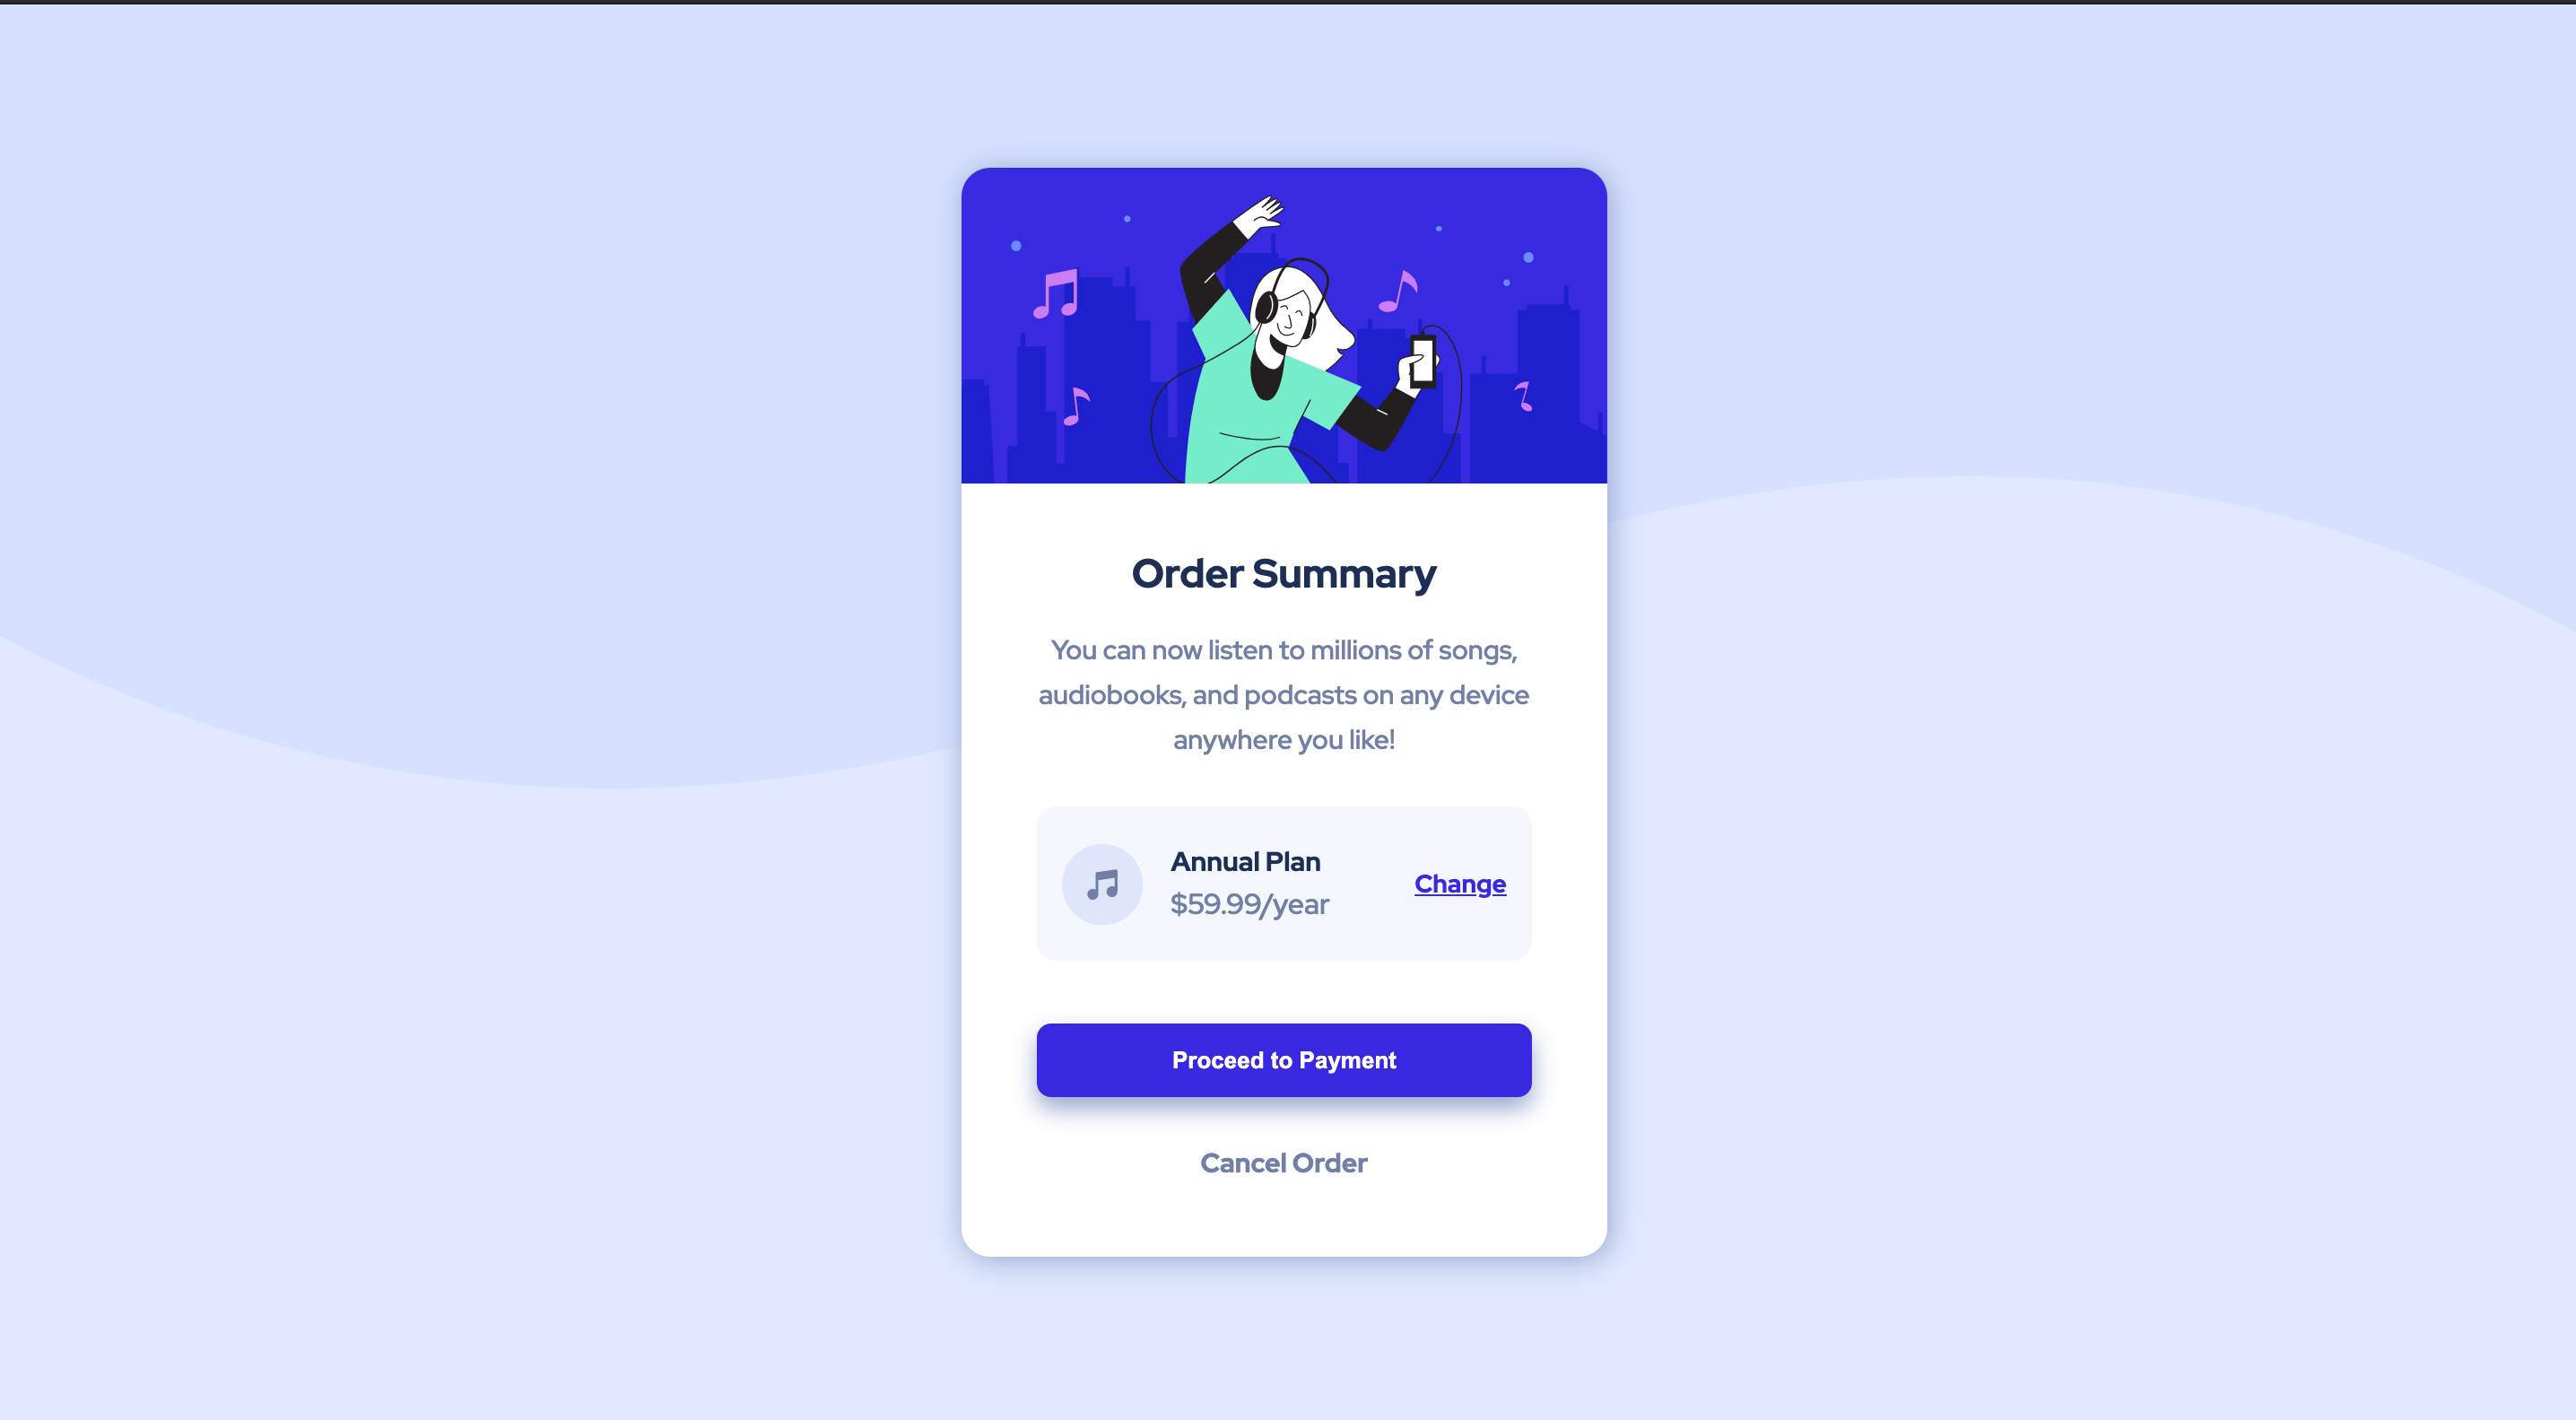 Order Summary
You can now listen to millions of songs,
audiobooks, and podcasts on any device
anywhere you like!
Annual Plan
$59.99/year
Change
Proceed to Payment
Cancel Order